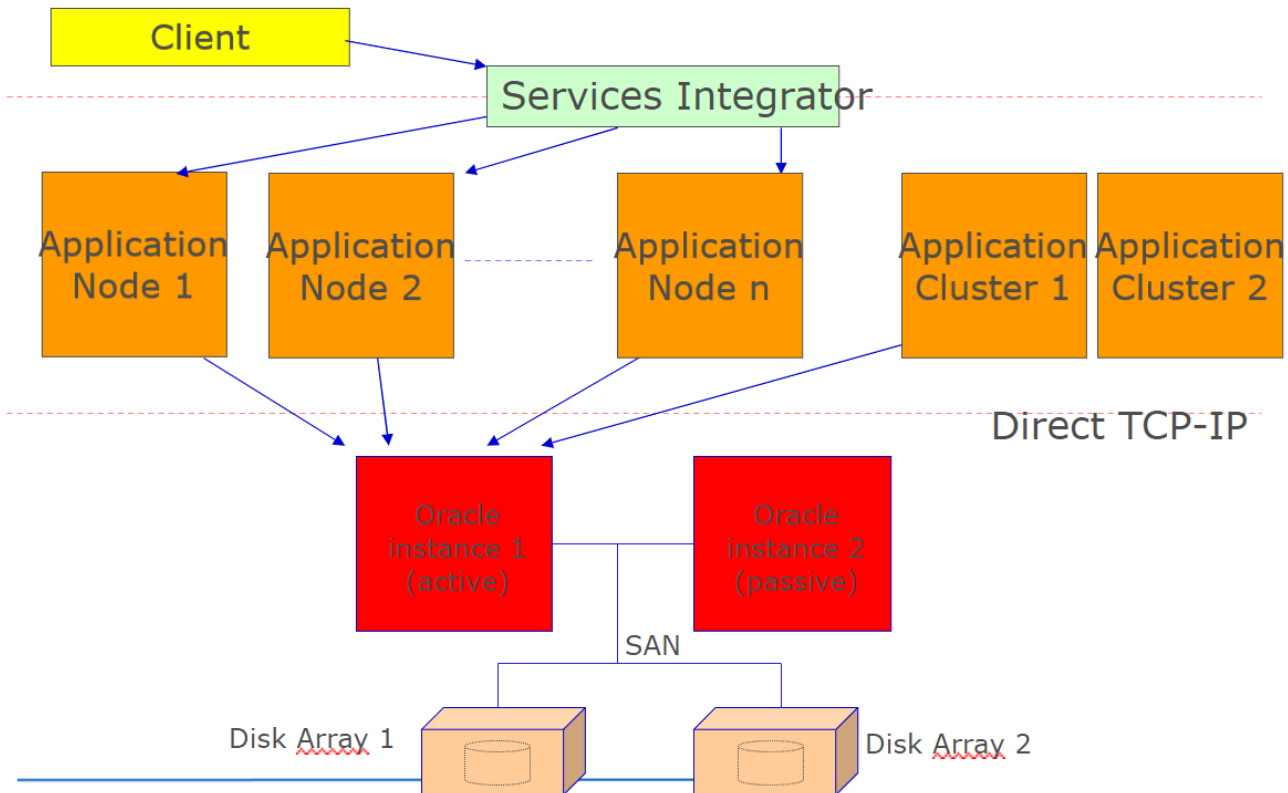 Client
Services Integrator
Application
Node 1
Application
Node 2
Application
Node n
Application
Cluster 1
Application
Cluster 2
Direct TCP-IP
Oracle
instance 1
(active)
Oracle
instance 2
(passive)
SAN
Disk Array 1
Disk Array 2